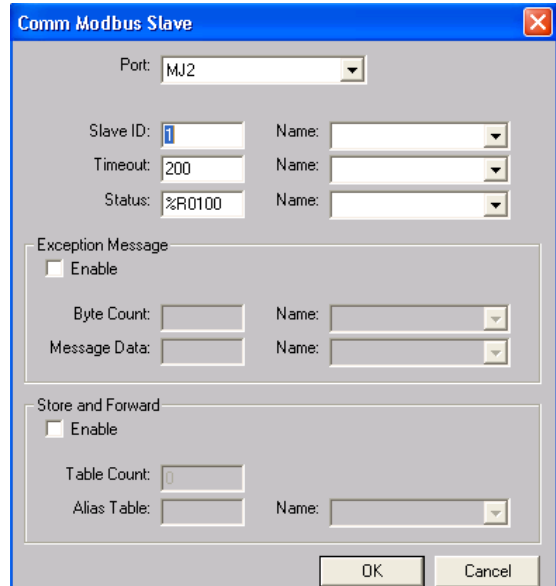 Comm Modbus Slave
Port: MJ2
Slave ID: 1 Name:
Timeout: 200 Name:
Status: %R0100 Name:
Exception Message
Enable
Byte Count: Name:
Message Data: Name:
Store and Forward
Enable
Table Count: 0
Alias Table: Name:
OK Cancel